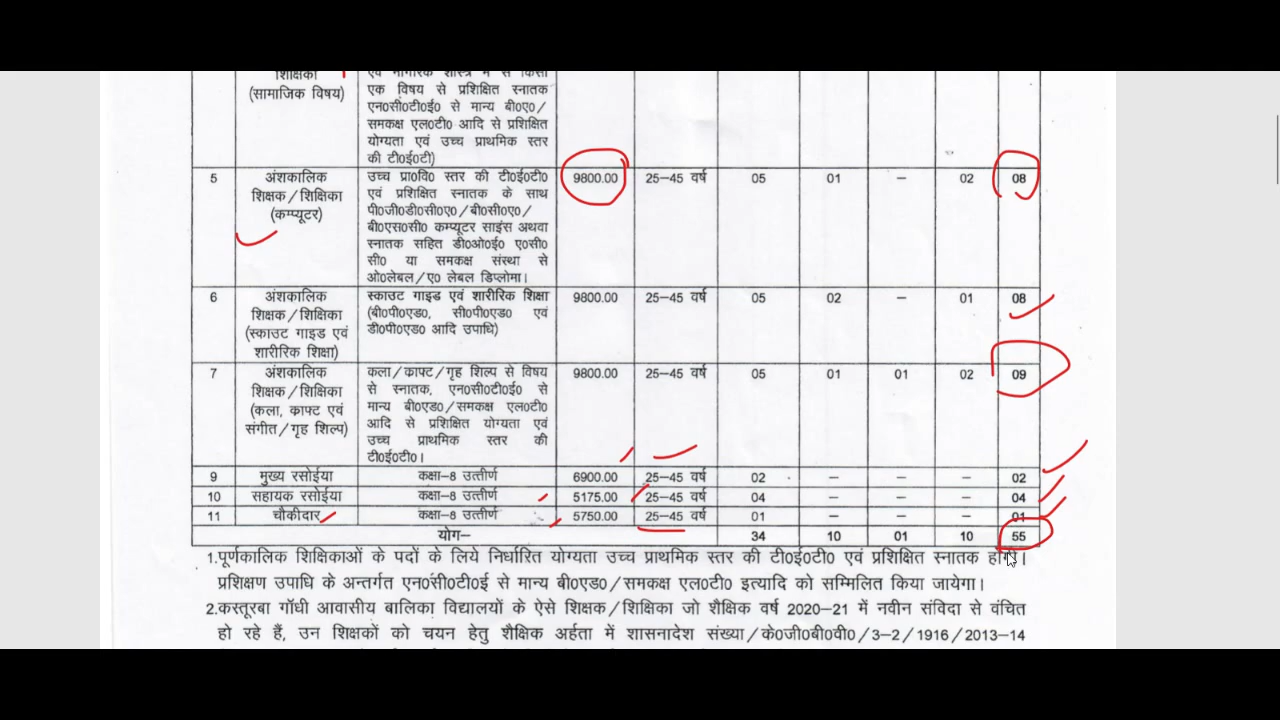 शिक्षिका
(सामाजिक विषय)
एवं नागरिक शास्त्र में से किसी
एक विषय से प्रशिक्षित स्नातक
एन0सी0टी0ई0 से मान्य बी0ए0/
समकक्ष एल0टी0 आदि से प्रशिक्षित
योग्यता एवं उच्च प्राथमिक स्तर
की टी0ई0टी)
5
अंशकालिक
शिक्षक/शिक्षिका
(कम्प्यूटर)
उच्च प्रा0वि0 स्तर की टी0ई0टी0
एवं प्रशिक्षित स्नातक के साथ
पी0जी0डी0सी0ए0/बी0सी0ए0/
बी0एस0सी0 कम्प्यूटर साइंस अथवा
स्नातक सहित डी0ओ0ई0 ए0सी0
सी0 या समकक्ष संस्था से
ओ0लेबल/ए0 लेबल डिप्लोमा।
9800.00
25–45 वर्ष
05
01
–
02
08
6
अंशकालिक
शिक्षक/शिक्षिका
(स्काउट गाइड एवं
शारीरिक शिक्षा)
स्काउट गाइड एवं शारीरिक शिक्षा
(बी0पी0एड0, सी0पी0एड0 एवं
डी0पी0एड0 आदि उपाधि)
9800.00
25–45 वर्ष
05
02
–
01
08
7
अंशकालिक
शिक्षक/शिक्षिका
(कला, काफ्ट एवं
संगीत/गृह शिल्प)
कला/काफ्ट/गृह शिल्प से विषय
से स्नातक, एन0सी0टी0ई0 से
मान्य बी0एड0/समकक्ष एल0टी0
आदि से प्रशिक्षित योग्यता एवं
उच्च प्राथमिक स्तर की
टी0ई0टी0।
9800.00
25–45 वर्ष
05
01
01
02
09
9 मुख्य रसोईया कक्षा–8 उत्तीर्ण 6900.00 25–45 वर्ष 02 – – – 02
10 सहायक रसोईया कक्षा–8 उत्तीर्ण 5175.00 25–45 वर्ष 04 – – – 04
11 चौकीदार कक्षा–8 उत्तीर्ण 5750.00 25–45 वर्ष 01 – – – 01
योग– 34 10 01 10 55
1.पूर्णकालिक शिक्षिकाओं के पदों के लिये निर्धारित योग्यता उच्च प्राथमिक स्तर की टी0ई0टी0 एवं प्रशिक्षित स्नातक होगी।
प्रशिक्षण उपाधि के अन्तर्गत एन0सी0टी0ई से मान्य बी0एड0/समकक्ष एल0टी0 इत्यादि को सम्मिलित किया जायेगा।
2.कस्तूरबा गाँधी आवासीय बालिका विद्यालयों के ऐसे शिक्षक/शिक्षिका जो शैक्षिक वर्ष 2020–21 में नवीन संविदा से वंचित
हो रहे हैं, उन शिक्षकों को चयन हेतु शैक्षिक अर्हता में शासनादेश संख्या/के0जी0बी0वी0/3–2/1916/2013–14